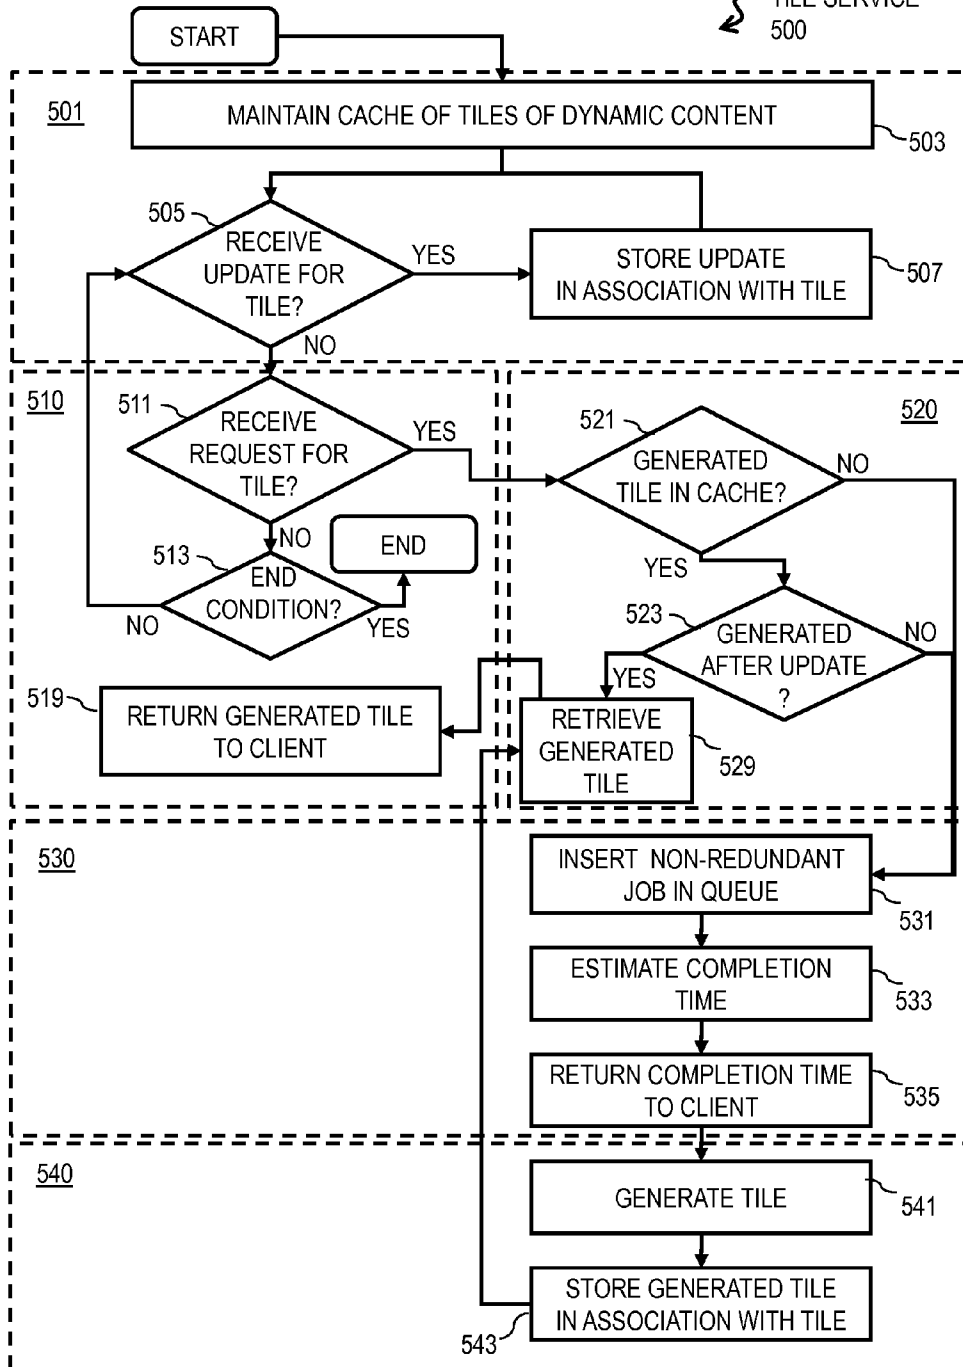 TILE SERVICE
500
START
501
MAINTAIN CACHE OF TILES OF DYNAMIC CONTENT
503
505
RECEIVE
UPDATE FOR
TILE?
YES
STORE UPDATE
IN ASSOCIATION WITH TILE
507
NO
510
511
RECEIVE
REQUEST FOR
TILE?
YES
520
521
GENERATED
TILE IN CACHE?
NO
YES
NO
513
END
CONDITION?
NO
YES
END
523
GENERATED
AFTER UPDATE
?
NO
YES
519
RETURN GENERATED TILE
TO CLIENT
RETRIEVE
GENERATED
TILE
529
530
INSERT NON-REDUNDANT
JOB IN QUEUE
531
ESTIMATE COMPLETION
TIME
533
RETURN COMPLETION TIME
TO CLIENT
535
540
GENERATE TILE
541
STORE GENERATED TILE
IN ASSOCIATION WITH TILE
543